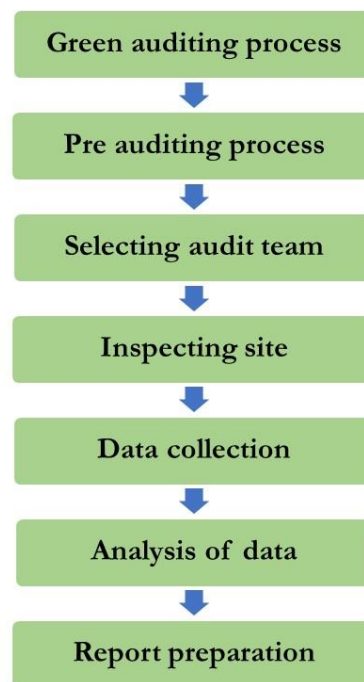 Green auditing process
Pre auditing process
Selecting audit team
Inspecting site
Data collection
Analysis of data
Report preparation